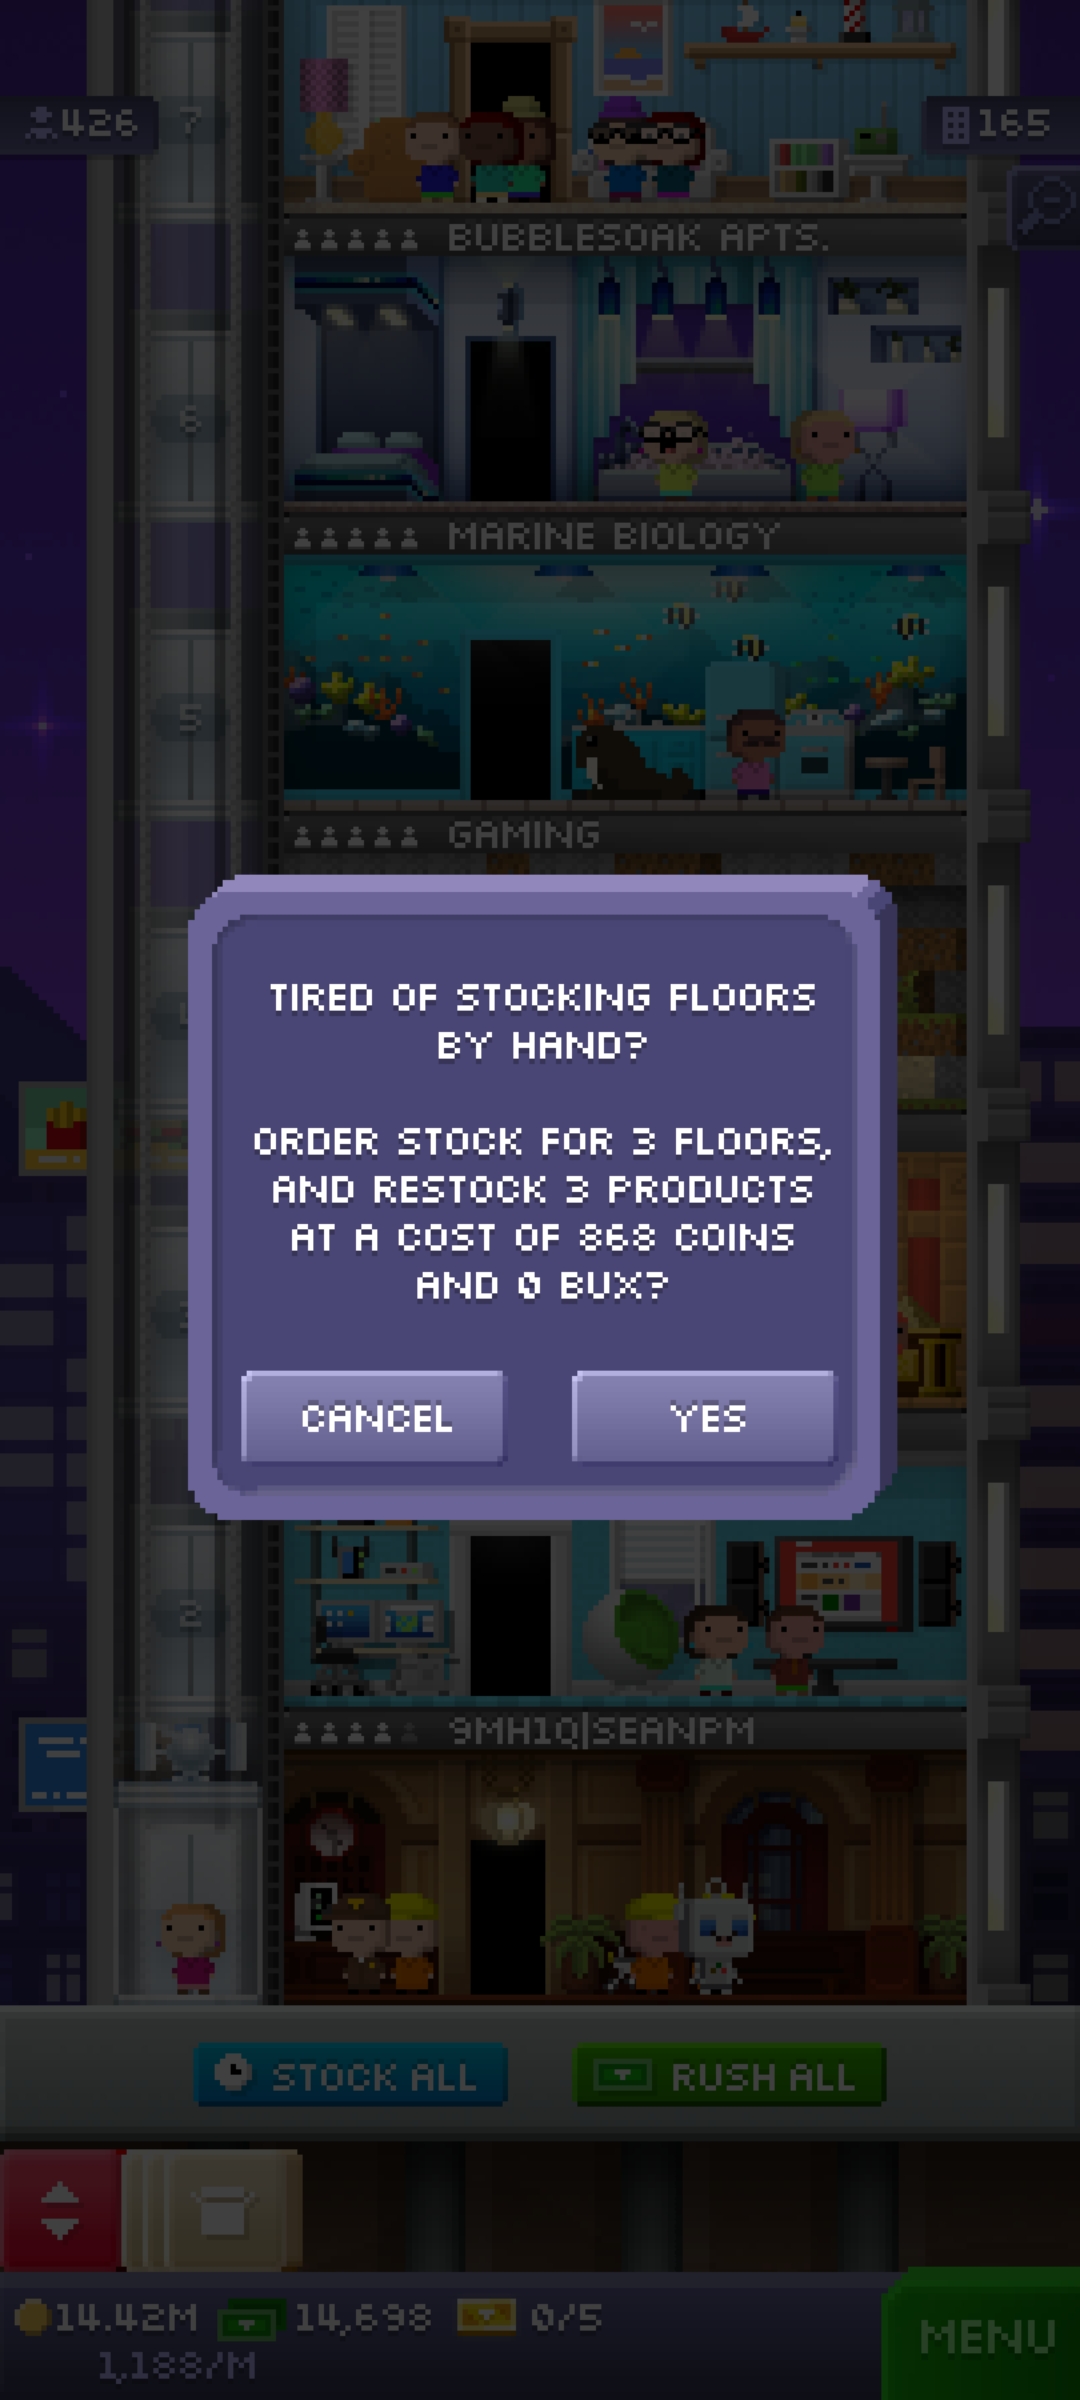 426
7
165
BUBBLESOAK APTS.
6
MARINE BIOLOGY
5
GAMING
TIRED OF STOCKING FLOORS
BY HAND?
ORDER STOCK FOR 3 FLOORS,
AND RESTOCK 3 PRODUCTS
AT A COST OF 868 COINS
AND 0 BUX?
CANCEL
YES
2
9MH1Q|SEANPM
STOCK ALL
RUSH ALL
14.42M
14,698
0/5
1,188/M
MENU